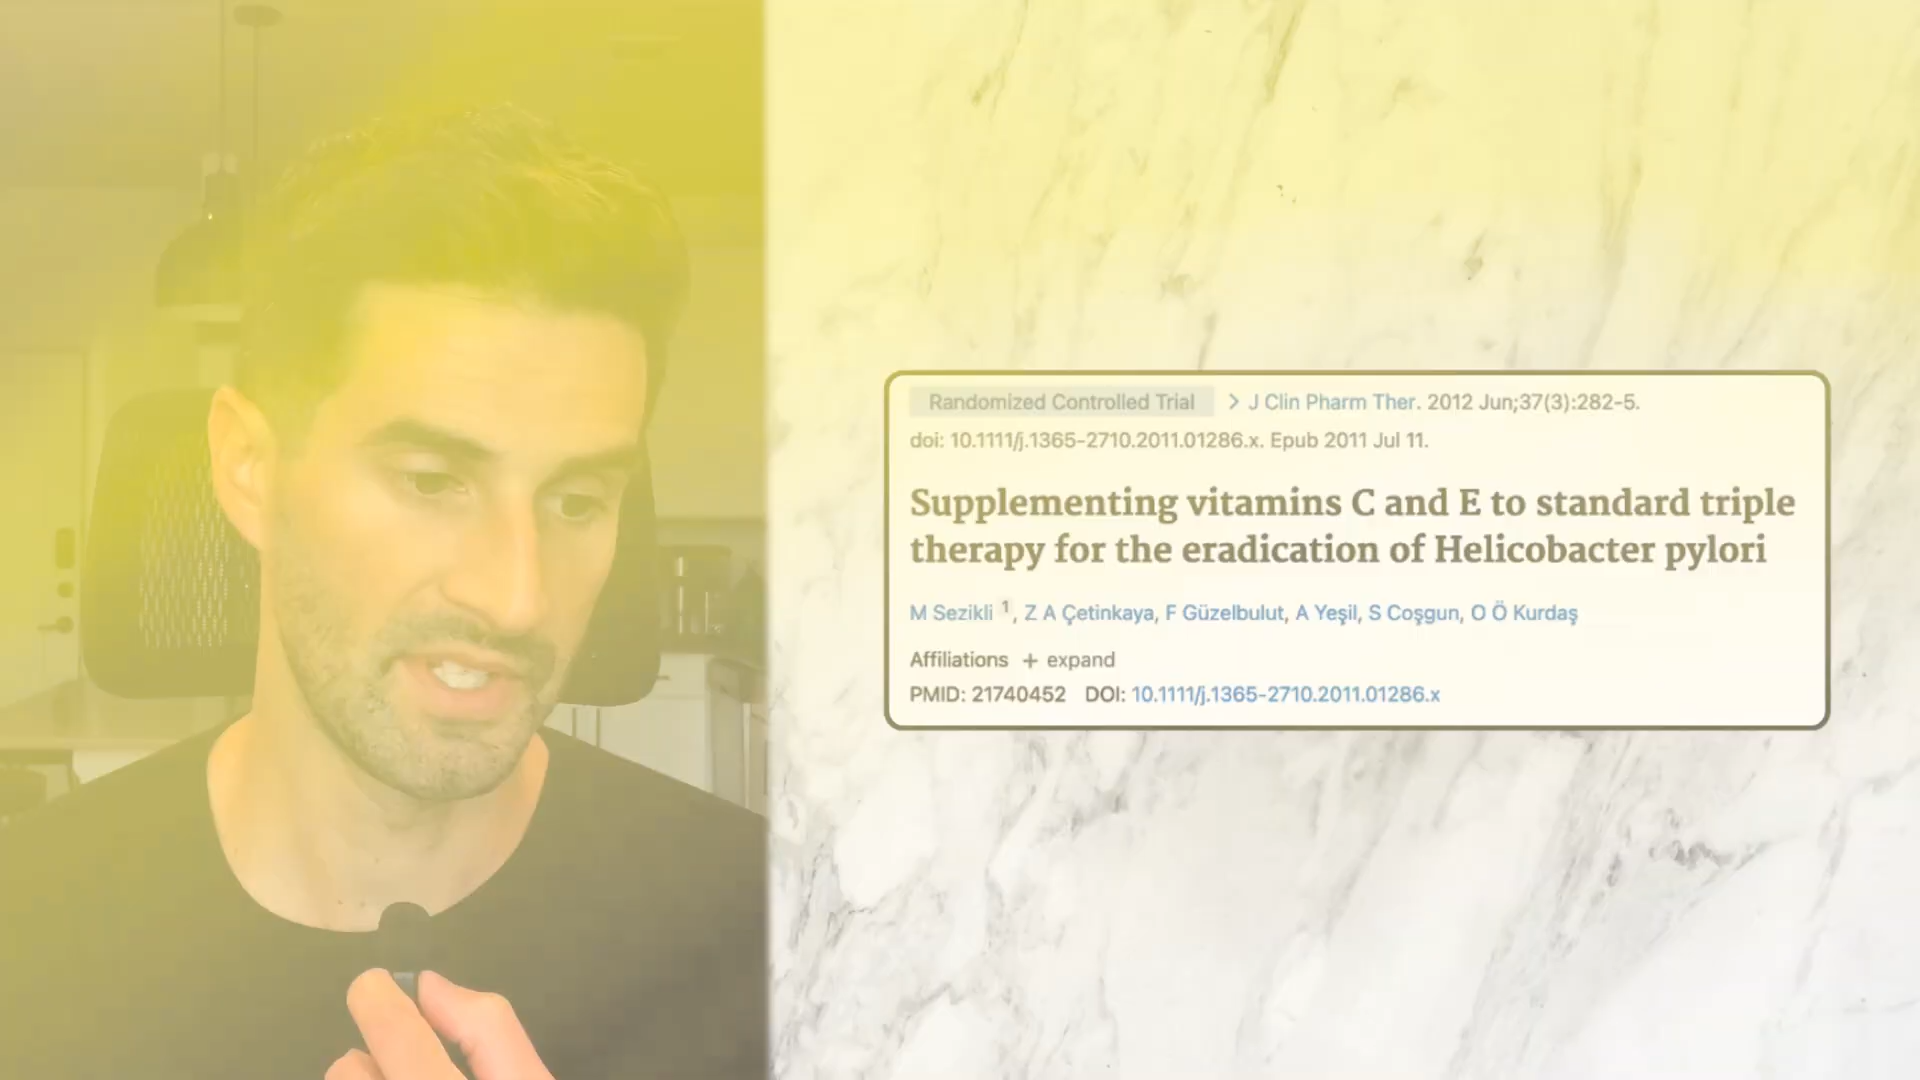 Randomized Controlled Trial > J Clin Pharm Ther. 2012 Jun;37(3):282-5.
doi: 10.1111/j.1365-2710.2011.01286.x. Epub 2011 Jul 11.
Supplementing vitamins C and E to standard triple
therapy for the eradication of Helicobacter pylori
M Sezikli 1, Z A Çetinkaya, F Güzelbulut, A Yeşil, S Coşgun, O Ö Kurdaş
Affiliations + expand
PMID: 21740452 DOI: 10.1111/j.1365-2710.2011.01286.x